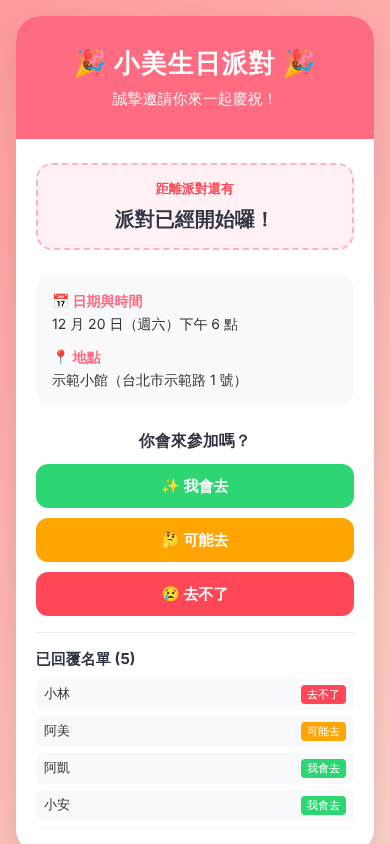 🎉 小美生日派對 🎉
誠摯邀請你來一起慶祝！
距離派對還有
派對已經開始囉！
📅 日期與時間
12 月 20 日（週六）下午 6 點
📍 地點
示範小館（台北市示範路 1 號）
你會來參加嗎？
✨ 我會去
🤔 可能去
😢 去不了
已回覆名單 (5)
小林 去不了
阿美 可能去
阿凱 我會去
小安 我會去